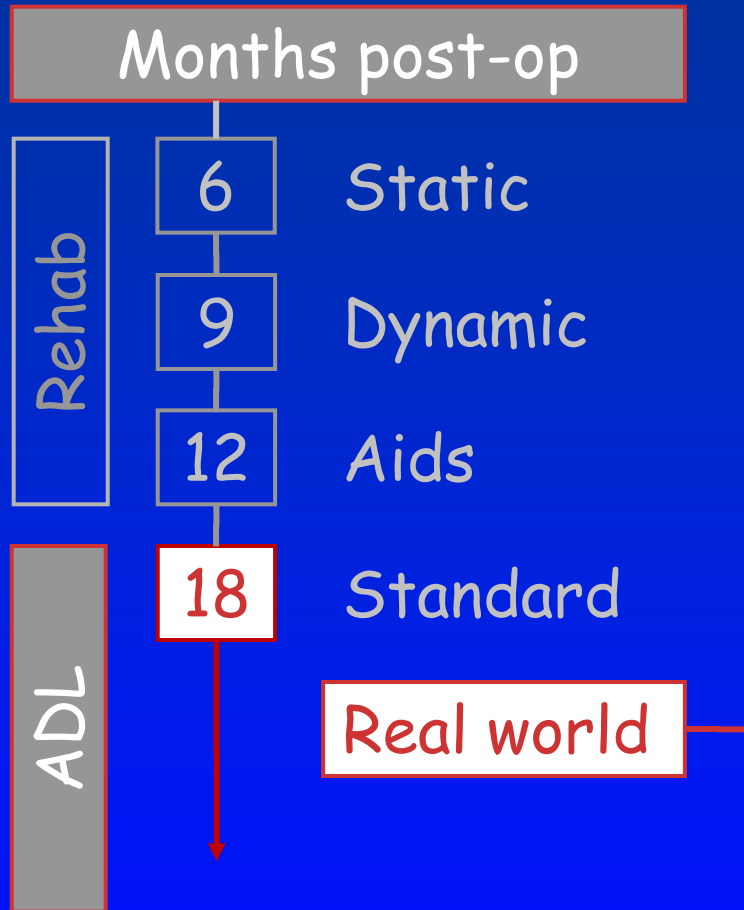 Months post-op
Rehab
6 Static
9 Dynamic
12 Aids
ADL
18 Standard
Real world